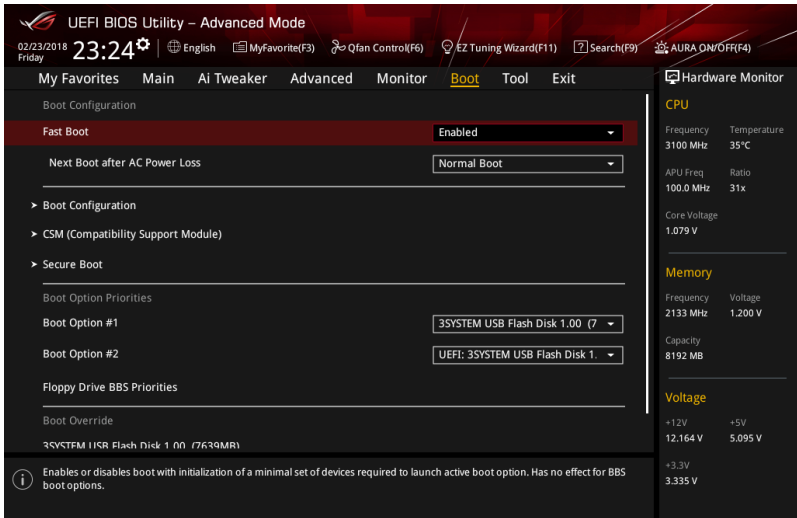 UEFI BIOS Utility – Advanced Mode
02/23/2018
Friday
23:24
English
MyFavorite(F3)
Qfan Control(F6)
EZ Tuning Wizard(F11)
? Search(F9)
AURA ON/OFF(F4)
My Favorites Main Ai Tweaker Advanced Monitor Boot Tool Exit
Hardware Monitor
Boot Configuration
Fast Boot Enabled
Next Boot after AC Power Loss Normal Boot
> Boot Configuration
> CSM (Compatibility Support Module)
> Secure Boot
Boot Option Priorities
Boot Option #1 3SYSTEM USB Flash Disk 1.00 (7
Boot Option #2 UEFI: 3SYSTEM USB Flash Disk 1.
Floppy Drive BBS Priorities
Boot Override
3SYSTEM USB Flash Disk 1.00 (7639MB)
i
Enables or disables boot with initialization of a minimal set of devices required to launch active boot option. Has no effect for BBS
boot options.
CPU
Frequency Temperature
3100 MHz 35°C
APU Freq Ratio
100.0 MHz 31x
Core Voltage
1.079 V
Memory
Frequency Voltage
2133 MHz 1.200 V
Capacity
8192 MB
Voltage
+12V +5V
12.164 V 5.095 V
+3.3V
3.335 V